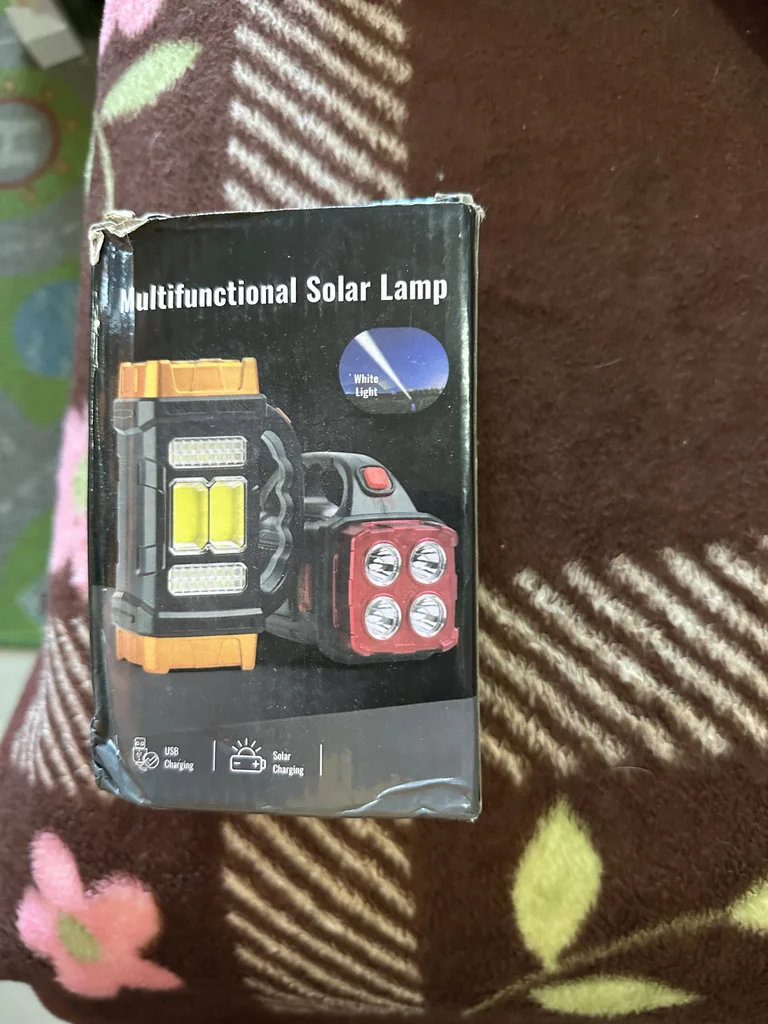 Multifunctional Solar Lamp
White
Light
USB
Charging
Solar
Charging